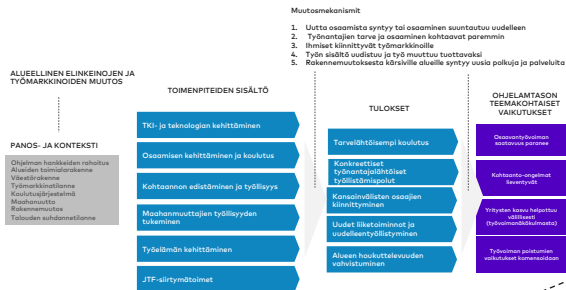 Muutosmekanismit
1. Uutta osaamista syntyy tai osaaminen suuntautuu uudelleen
2. Työnantajien tarve ja osaaminen kohtaavat paremmin
3. Ihmiset kiinnittyvät työmarkkinoille
4. Työn sisältö uudistuu ja työ muuttuu tuottavaksi
5. Rakennemuutoksesta kärsiville alueille syntyy uusia polkuja ja palveluita
ALUEELLINEN ELINKEINOJEN JA
TYÖMARKKINOIDEN MUUTOS
PANOS- JA KONTEKSTI
Ohjelman hankkeiden rahoitus
Alueiden toimialarakenne
Väestörakenne
Työmarkkinatilanne
Koulutusjärjestelmä
Maahanmuutto
Rakennemuutos
Talouden suhdannetilanne
TOIMENPITEIDEN SISÄLTÖ
TKI- ja teknologian kehittäminen
Osaamisen kehittäminen ja koulutus
Kohtaannon edistäminen ja työllisyys
Maahanmuuttajien työllisyyden
tukeminen
Työelämän kehittäminen
JTF-siirtymätoimet
TULOKSET
Tarvelähtöisempi koulutus
Konkreettiset
työnantajalähtöiset
työllistämispolut
Kansainvälisten osaajien
kiinnittyminen
Uudet liiketoiminnot ja
uudelleentyöllistyminen
Alueen houkuttelevuuden
vahvistuminen
OHJELAMTASON
TEEMAKOHTAISET
VAIKUTUKSET
Osaavantyövoiman
saatavuus paranee
Kohtaanto-ongelmat
lieventyvät
Yritysten kasvu helpottuu
välillisesti
(työvoimanäkökulmasta)
Työvoiman poistumien
vaikutukset komensoidaan